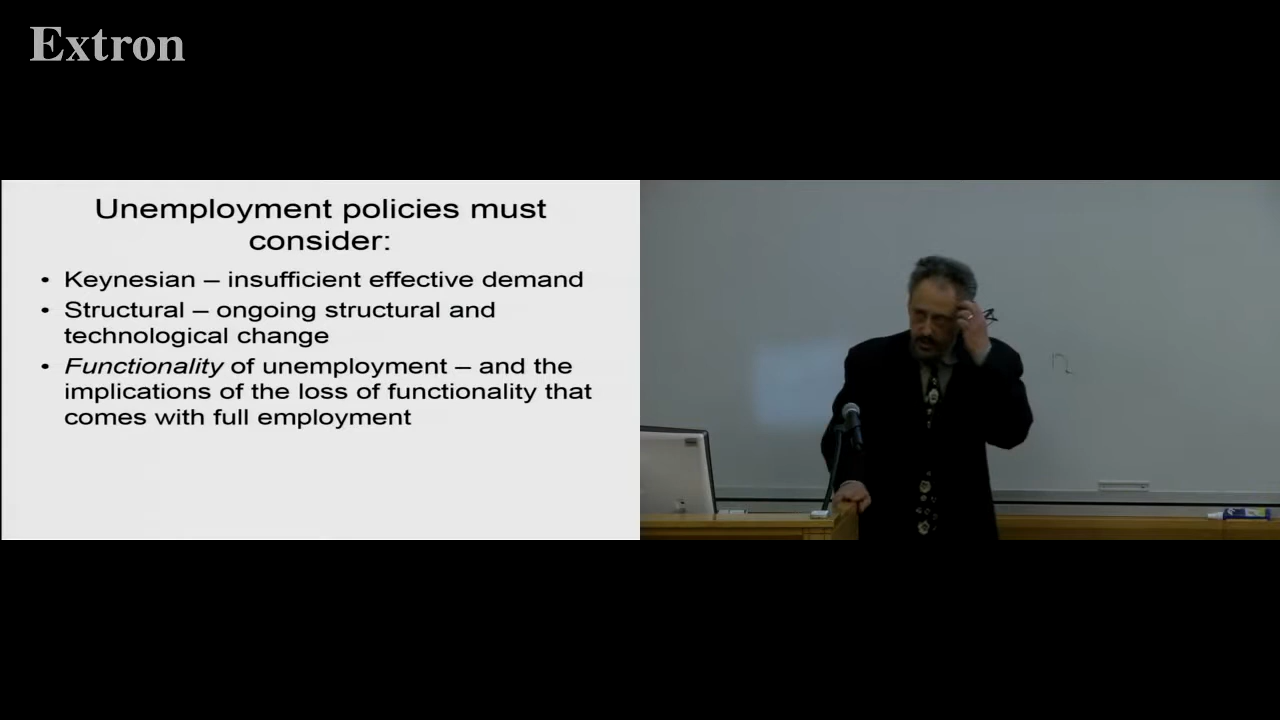 Extron
Unemployment policies must
consider:
• Keynesian – insufficient effective demand
• Structural – ongoing structural and
technological change
• Functionality of unemployment – and the
implications of the loss of functionality that
comes with full employment
n